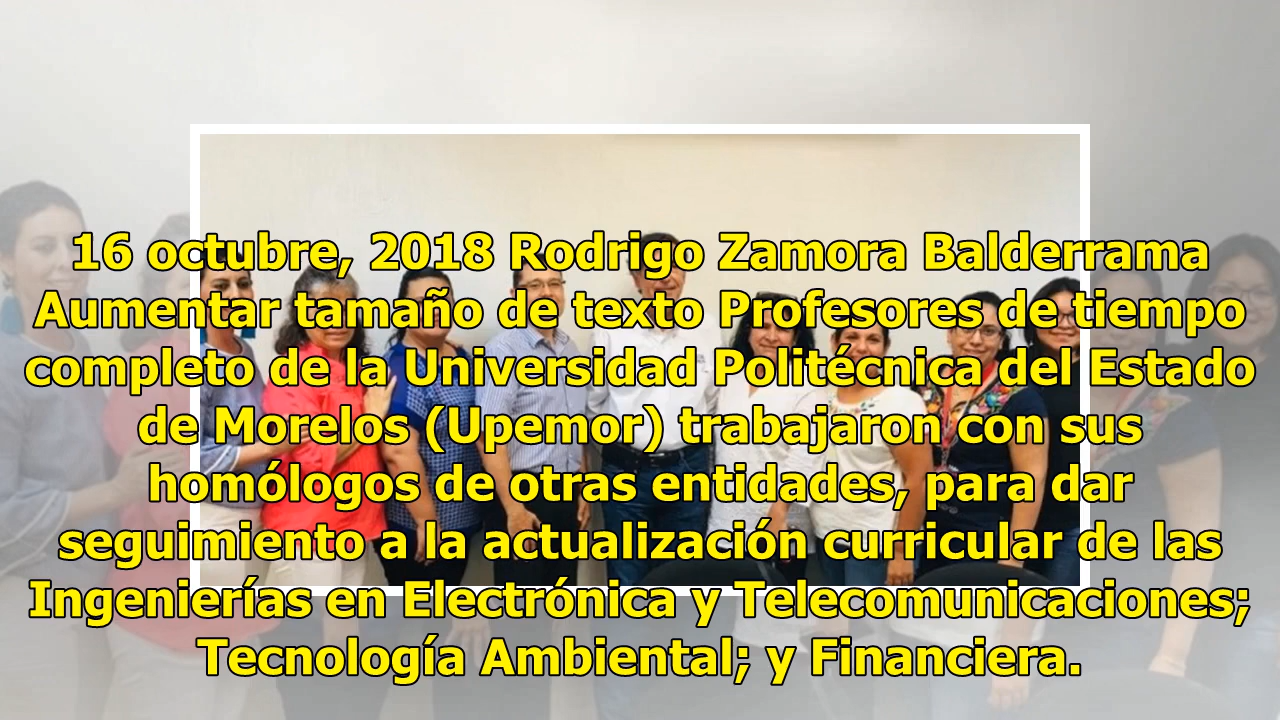 16 octubre, 2018 Rodrigo Zamora Balderrama
Aumentar tamaño de texto Profesores de tiempo
completo de la Universidad Politécnica del Estado
de Morelos (Upemor) trabajaron con sus
homólogos de otras entidades, para dar
seguimiento a la actualización curricular de las
Ingenierías en Electrónica y Telecomunicaciones;
Tecnología Ambiental; y Financiera.